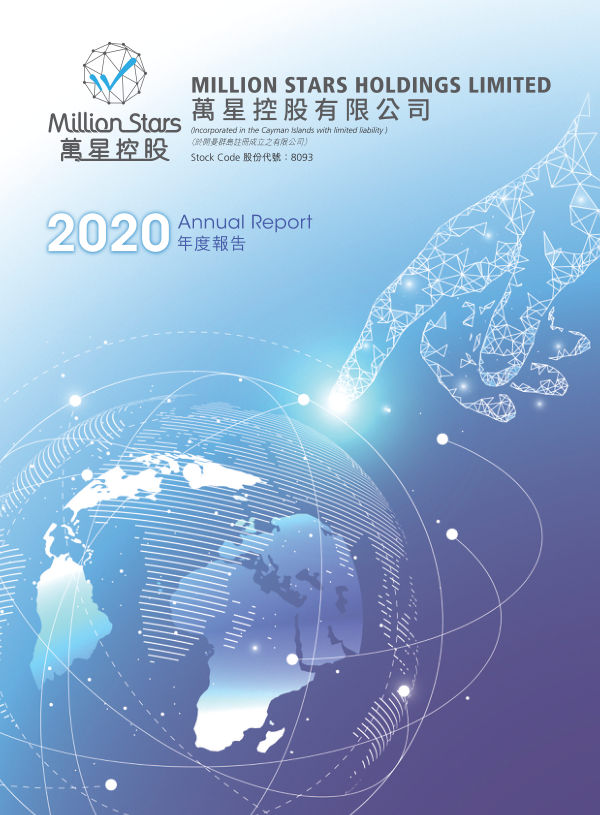 MILLION STARS HOLDINGS LIMITED
萬星控股有限公司
(Incorporated in the Cayman Islands with limited liability )
(於開曼群島註冊成立之有限公司)
Stock Code 股份代號：8093
Million Stars
萬星控股
2020 Annual Report
年度報告